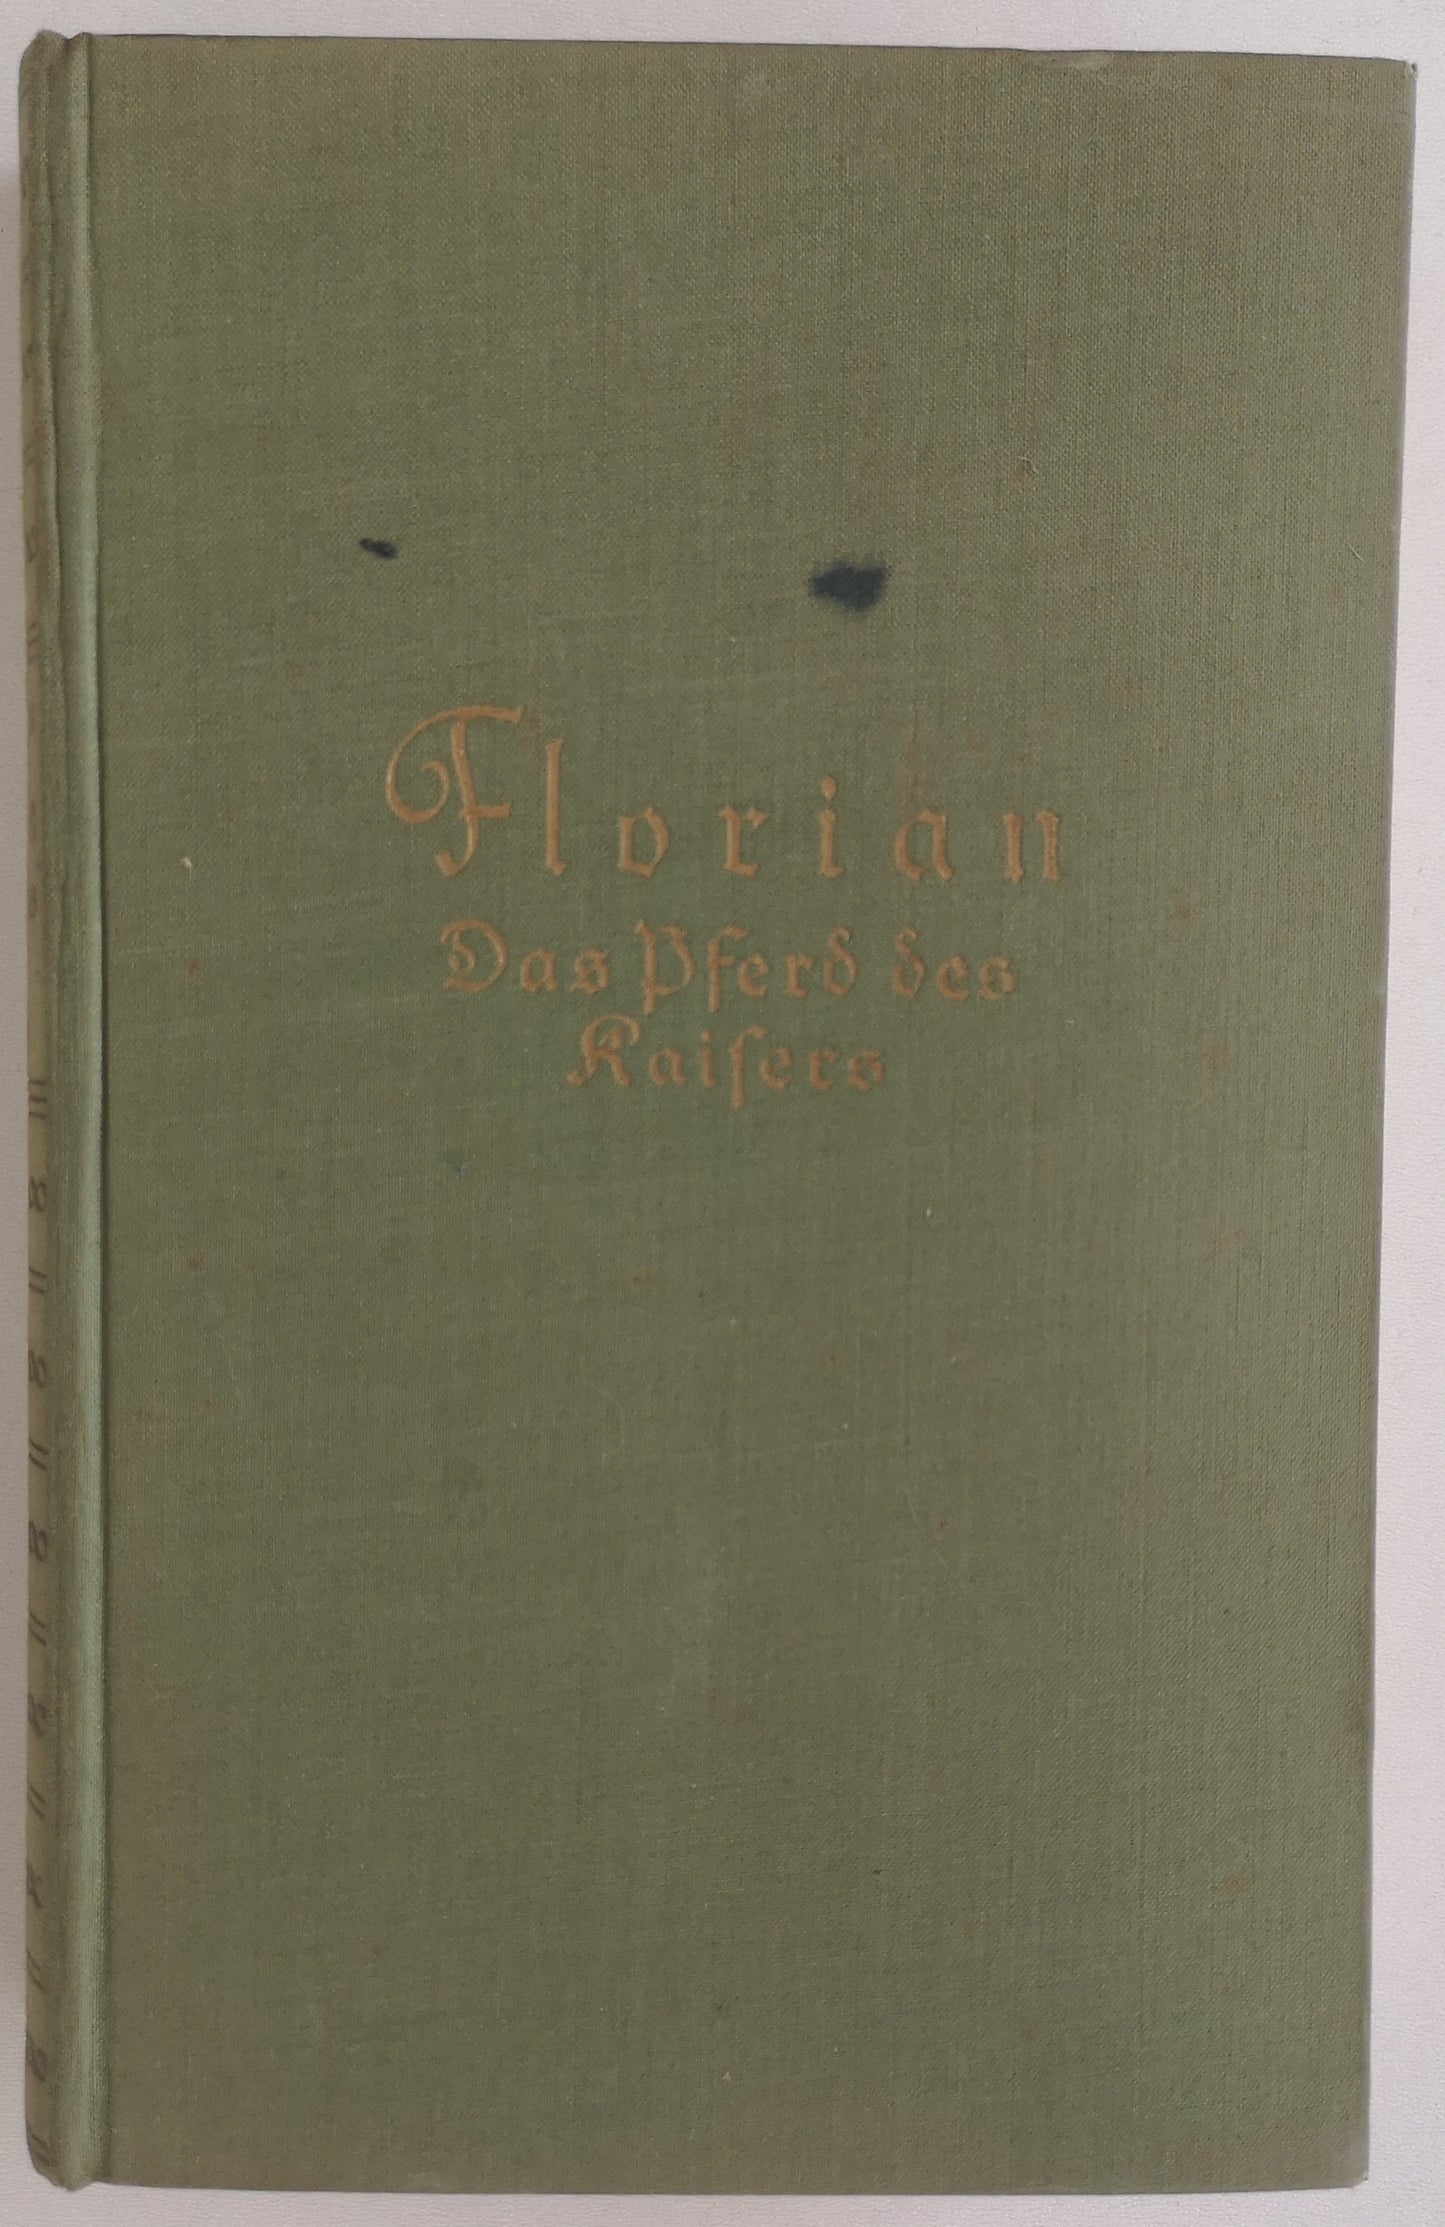 Florian
Das Pferd des
Kaiſers